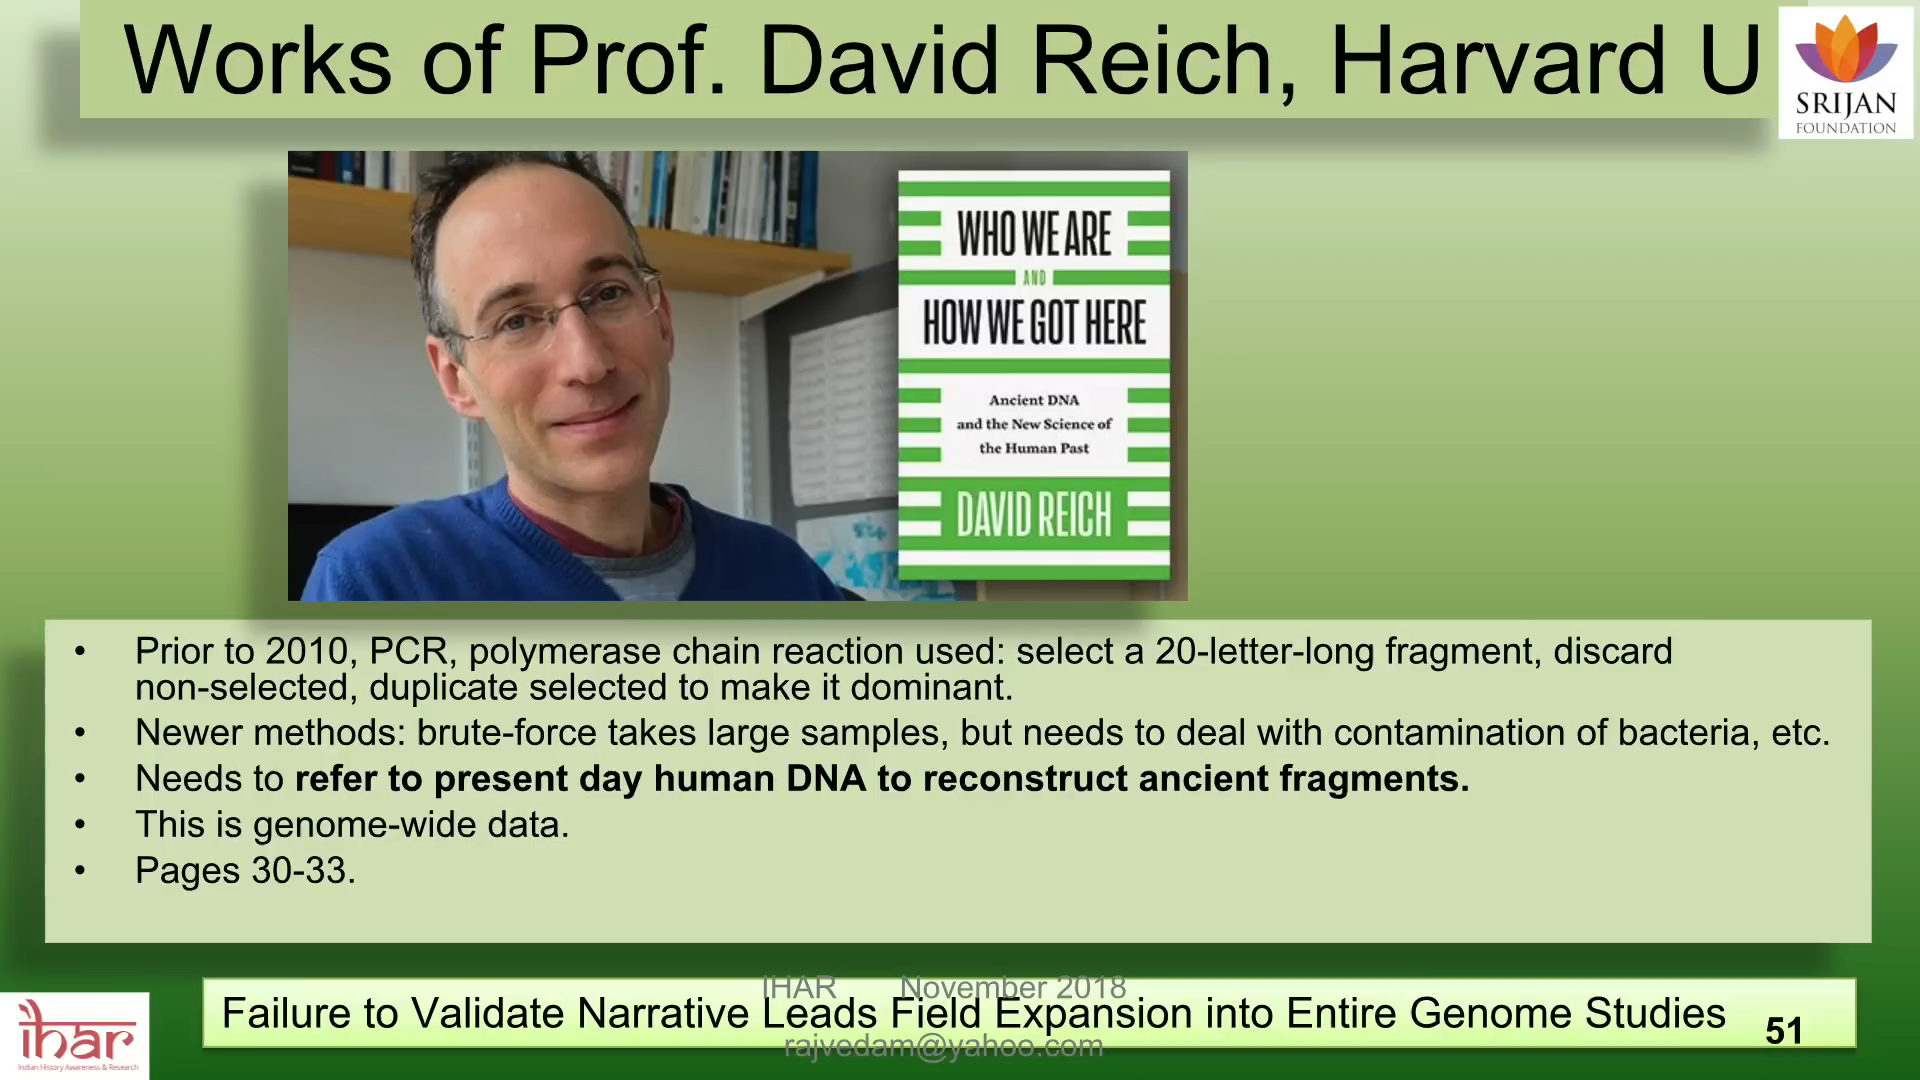 Works of Prof. David Reich, Harvard U
SRIJAN
FOUNDATION
WHO WE ARE
AND
HOW WE GOT HERE
Ancient DNA
and the New Science of
the Human Past
DAVID REICH
• Prior to 2010, PCR, polymerase chain reaction used: select a 20-letter-long fragment, discard
non-selected, duplicate selected to make it dominant.
• Newer methods: brute-force takes large samples, but needs to deal with contamination of bacteria, etc.
• Needs to refer to present day human DNA to reconstruct ancient fragments.
• This is genome-wide data.
• Pages 30-33.
IHAR November 2018
Failure to Validate Narrative Leads Field Expansion into Entire Genome Studies
51
rajvedam@yahoo.com
ihar
Indian History Awareness & Research